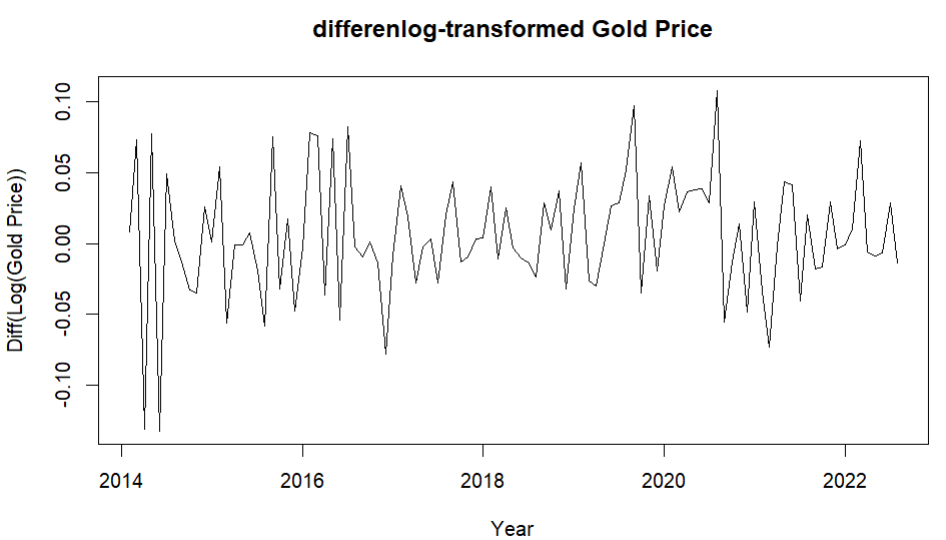 differenlog-transformed Gold Price
Diff(Log(Gold Price))
0.10
0.05
0.00
-0.05
-0.10
2014 2016 2018 2020 2022
Year